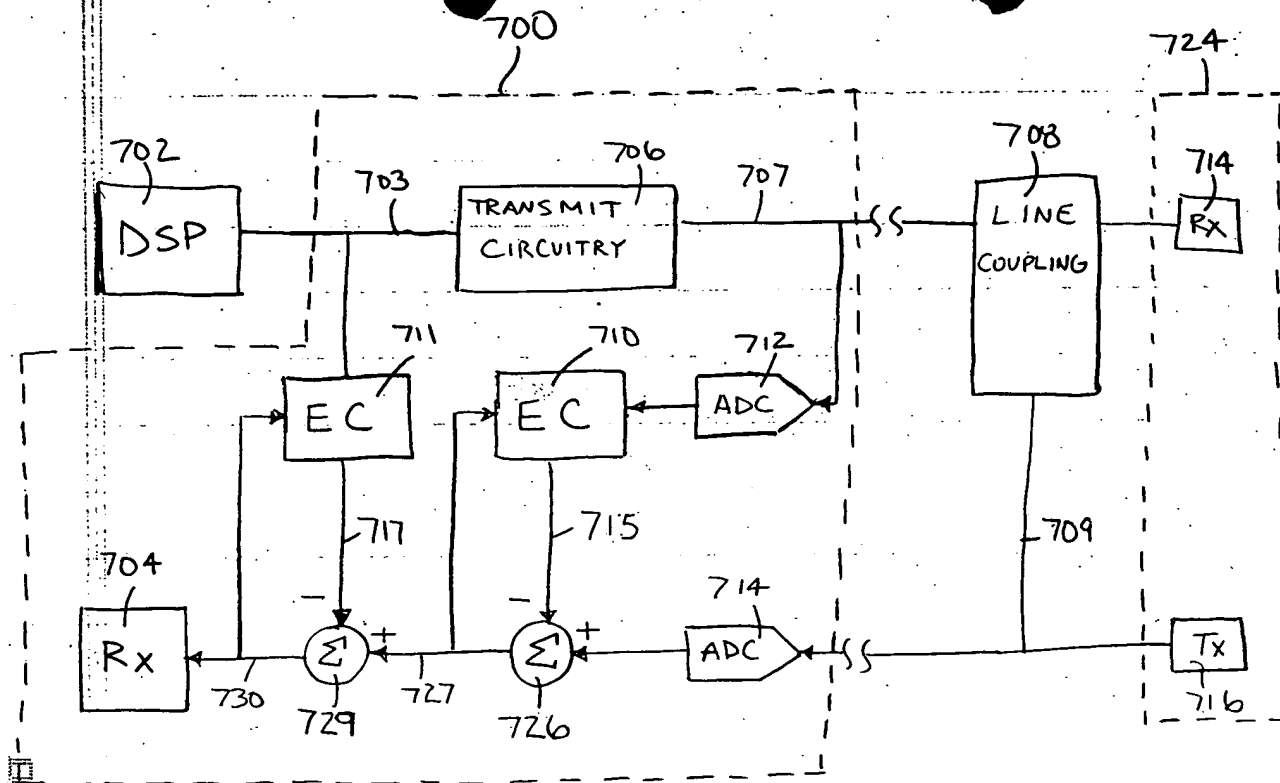 700
724
702
DSP
703
706
TRANSMIT
CIRCUITRY
707
708
LINE
COUPLING
714
Rx
711
EC
710
EC
712
ADC
717
715
709
704
Rx
730
−
+
Σ
729
727
−
+
Σ
726
714
ADC
Tx
716